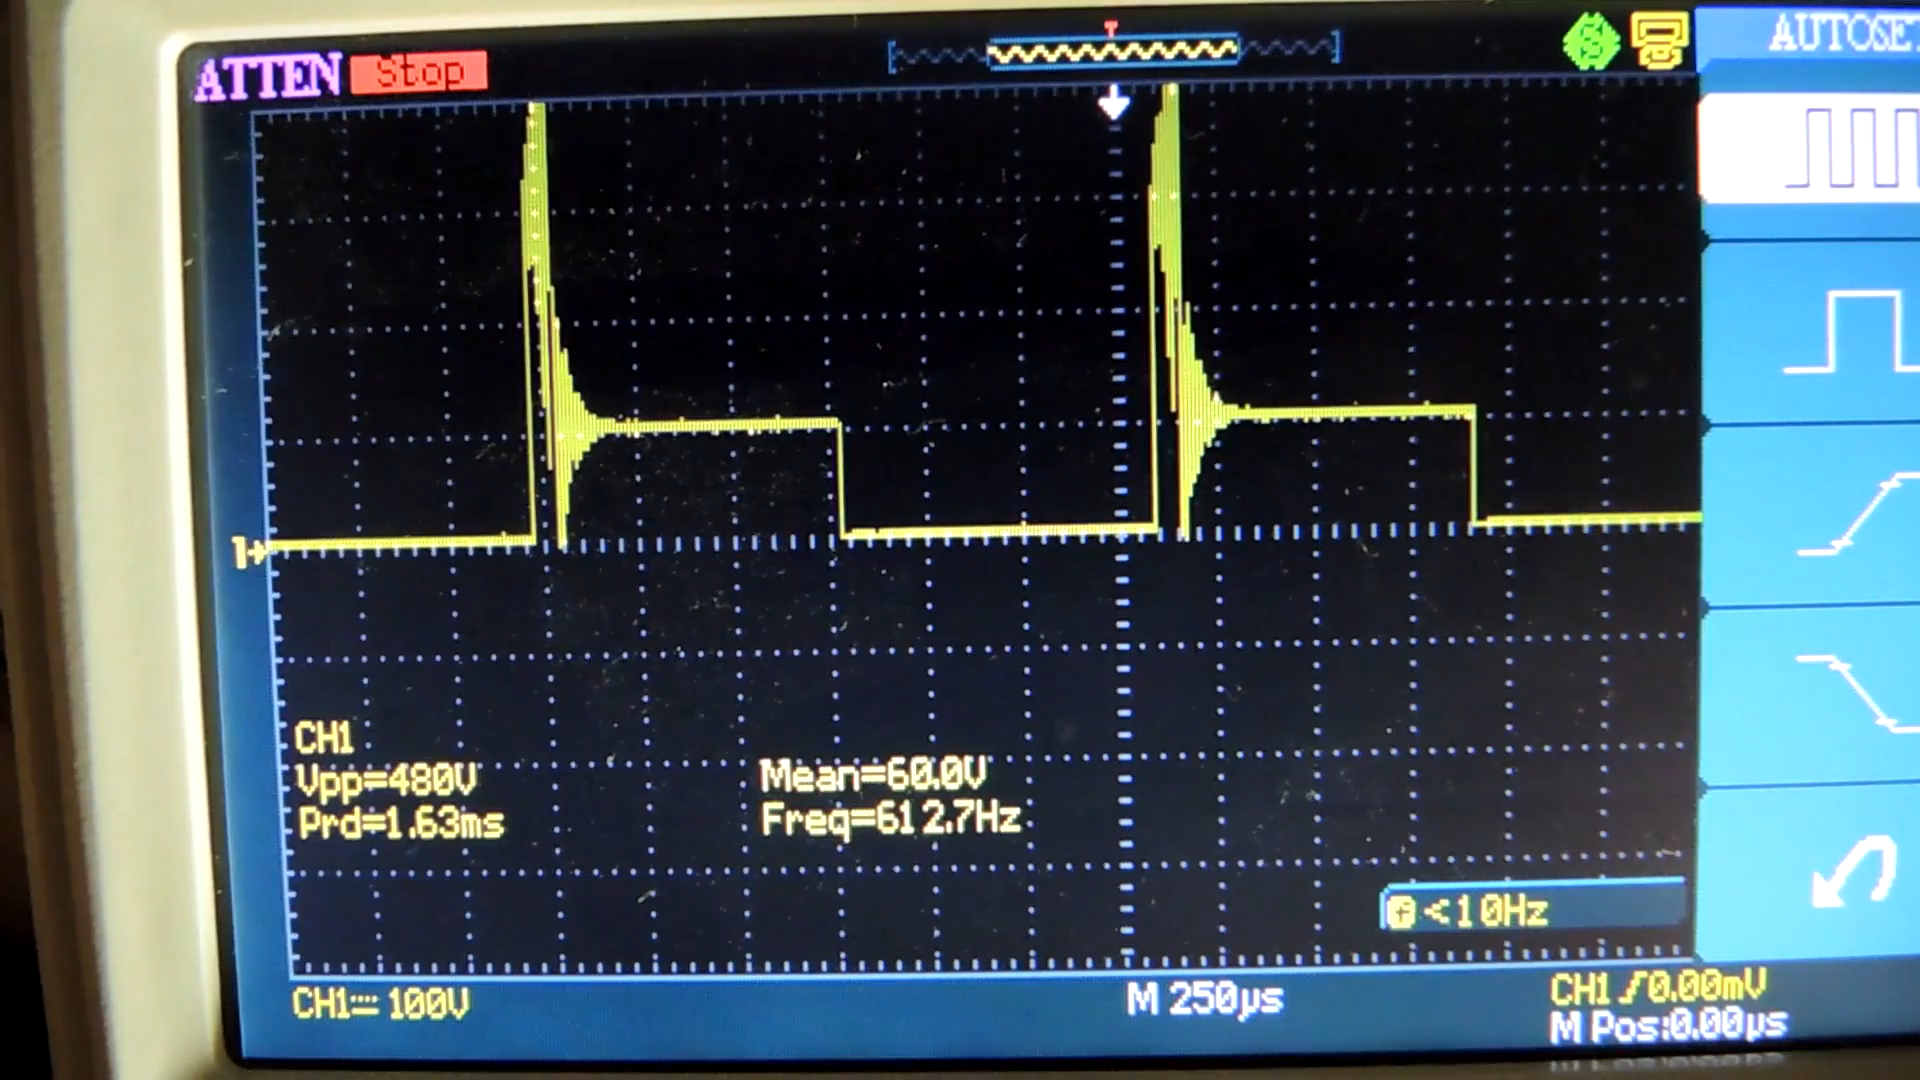 ATTEN Stop
T
AUTOSE
1
CH1
Vpp=480V Mean=60.0V
Prd=1.63ms Freq=612.7Hz
<10Hz
CH1 100V M 250µs CH1 0.00mV
M Pos:0.00µs